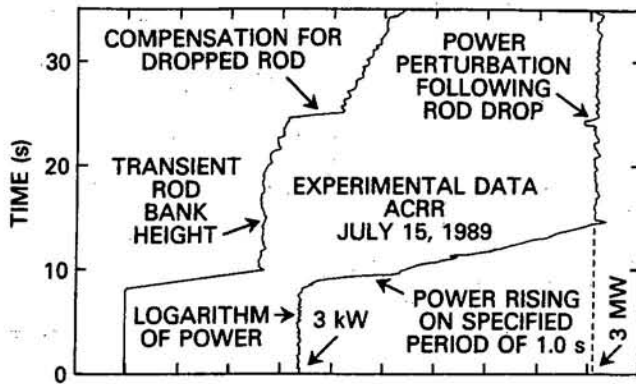 30
20
10
0
TIME (s)
COMPENSATION FOR
DROPPED ROD
POWER
PERTURBATION
FOLLOWING
ROD DROP
TRANSIENT
ROD
BANK
HEIGHT
EXPERIMENTAL DATA
ACRR
JULY 15, 1989
LOGARITHM
OF POWER
3 kW
POWER RISING
ON SPECIFIED
PERIOD OF 1.0 s
3 MW